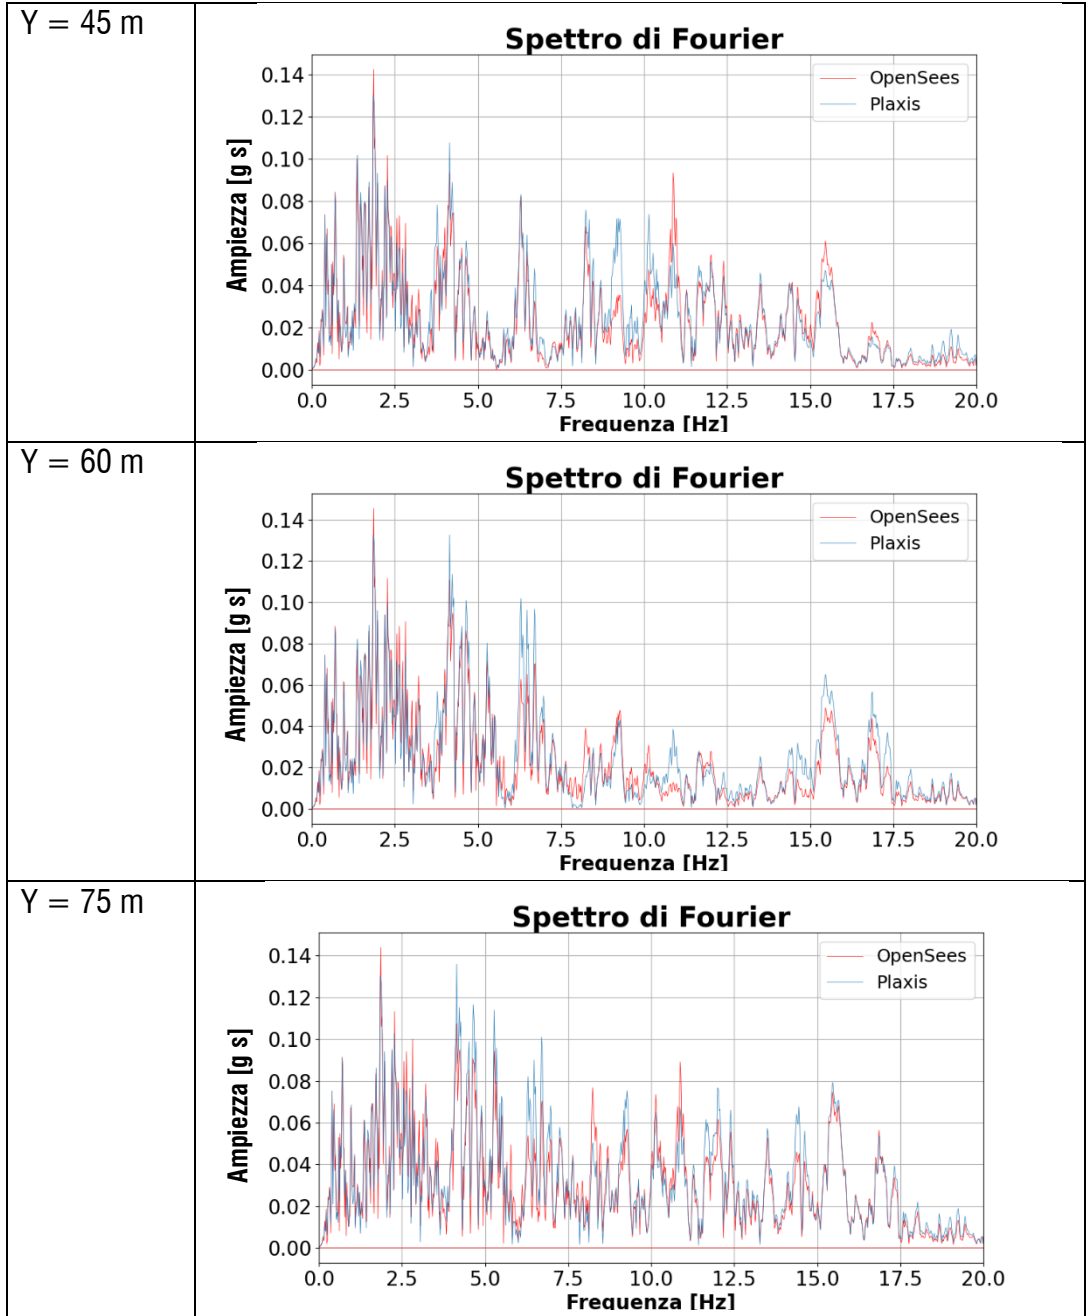 Y = 45 m
Spettro di Fourier
OpenSees
Plaxis
Ampiezza [g s]
0.14
0.12
0.10
0.08
0.06
0.04
0.02
0.00
0.0 2.5 5.0 7.5 10.0 12.5 15.0 17.5 20.0
Frequenza [Hz]
Y = 60 m
Spettro di Fourier
OpenSees
Plaxis
Ampiezza [g s]
0.14
0.12
0.10
0.08
0.06
0.04
0.02
0.00
0.0 2.5 5.0 7.5 10.0 12.5 15.0 17.5 20.0
Frequenza [Hz]
Y = 75 m
Spettro di Fourier
OpenSees
Plaxis
Ampiezza [g s]
0.14
0.12
0.10
0.08
0.06
0.04
0.02
0.00
0.0 2.5 5.0 7.5 10.0 12.5 15.0 17.5 20.0
Frequenza [Hz]